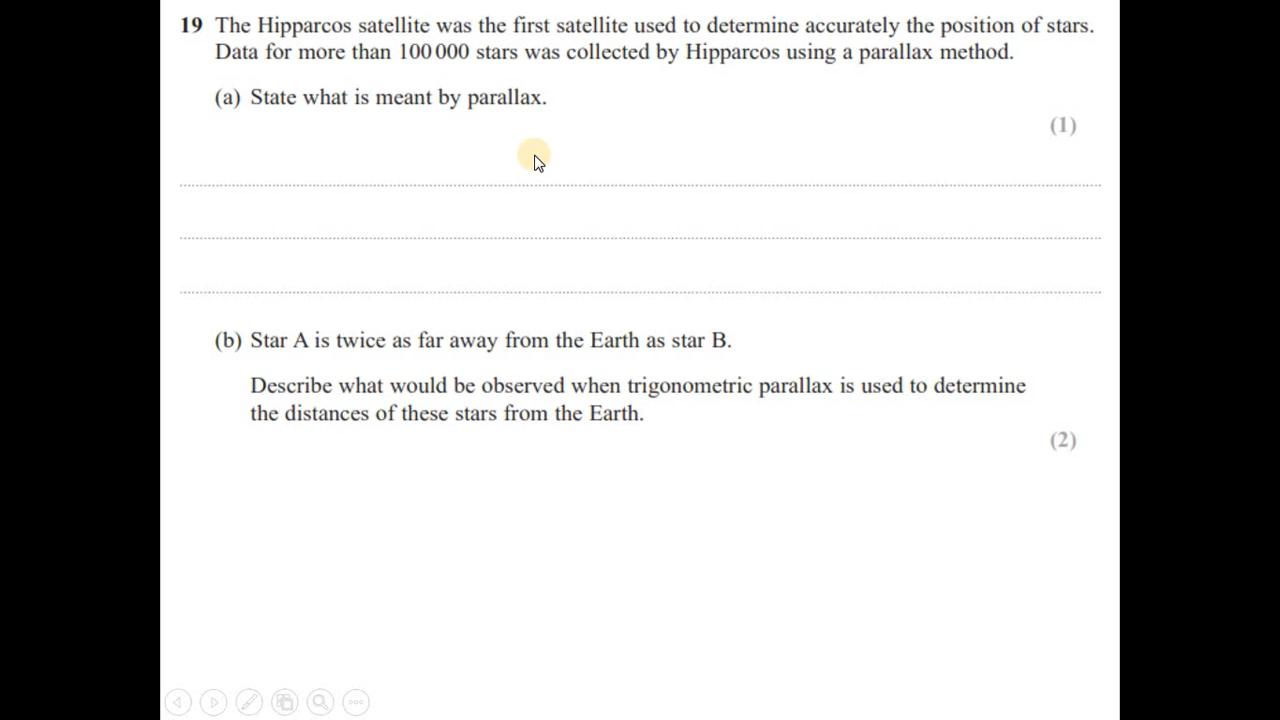 19 The Hipparcos satellite was the first satellite used to determine accurately the position of stars.
Data for more than 100 000 stars was collected by Hipparcos using a parallax method.
(a) State what is meant by parallax.
(1)
(b) Star A is twice as far away from the Earth as star B.
Describe what would be observed when trigonometric parallax is used to determine
the distances of these stars from the Earth.
(2)